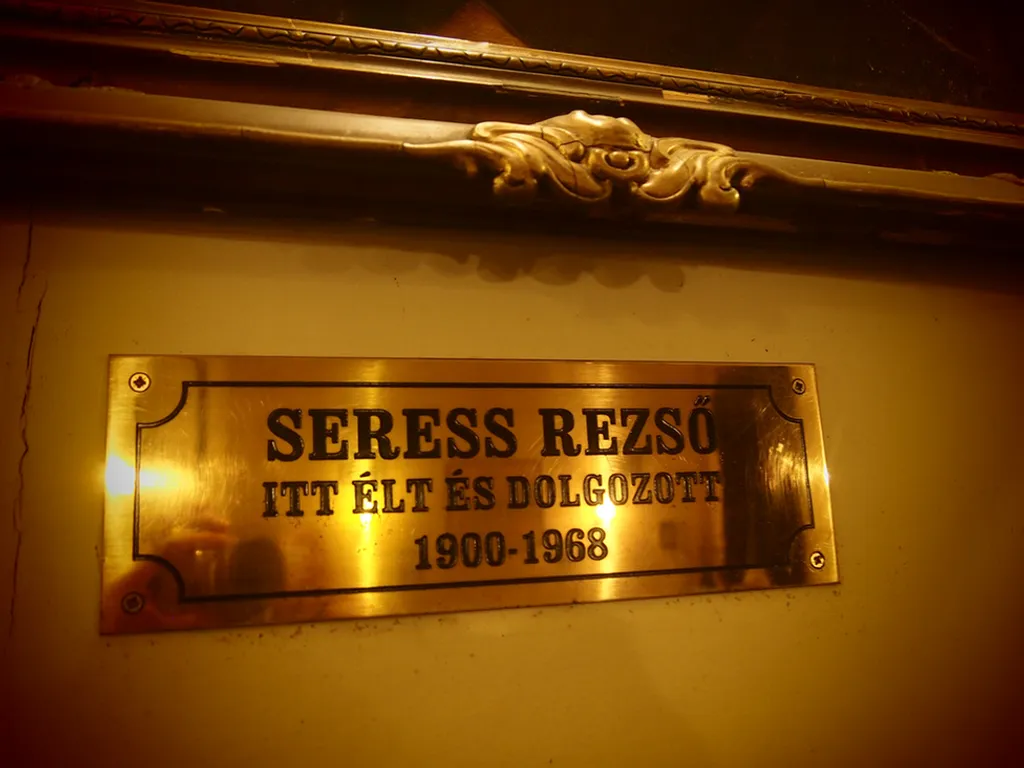 SERESS REZSŐ
ITT ÉLT ÉS DOLGOZOTT
1900-1968